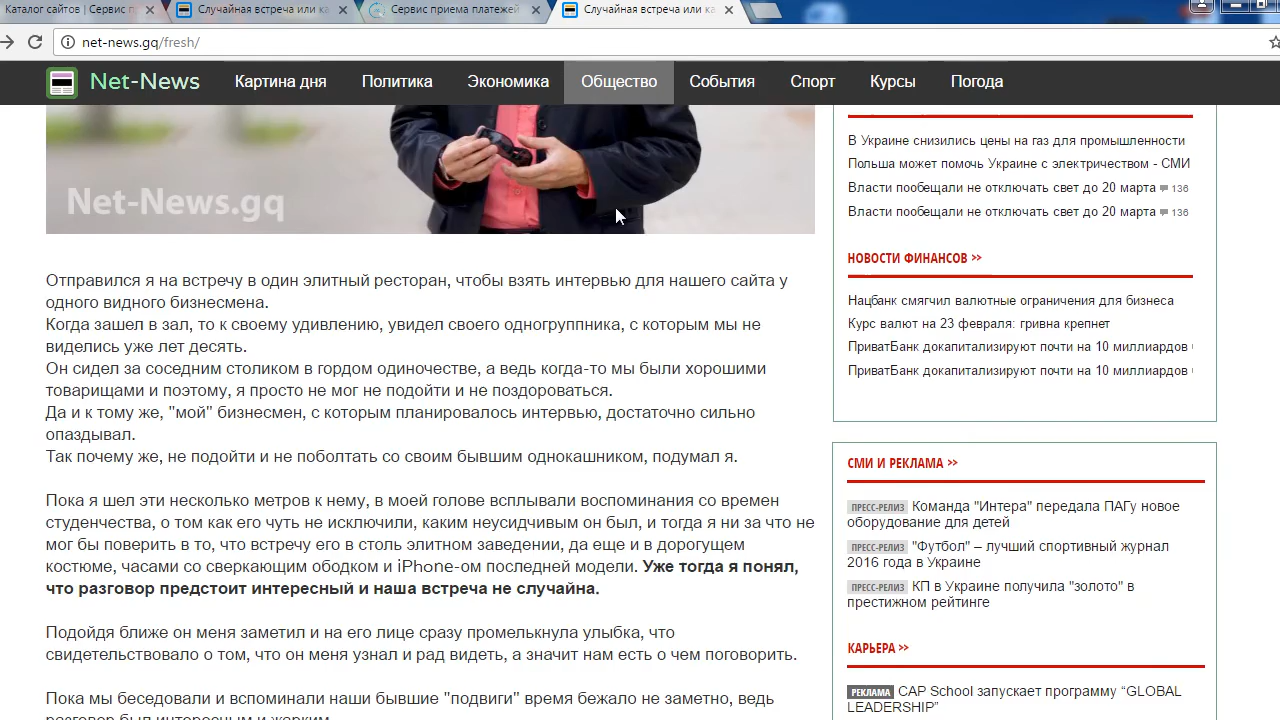 Каталог сайтов | Сервис п
Случайная встреча или ка
Сервис приема платежей
Случайная встреча или ка
net-news.gq/fresh/
Net-News
Картина дня
Политика
Экономика
Общество
События
Спорт
Курсы
Погода
Net-News.gq
Отправился я на встречу в один элитный ресторан, чтобы взять интервью для нашего сайта у
одного видного бизнесмена.
Когда зашел в зал, то к своему удивлению, увидел своего одногруппника, с которым мы не
виделись уже лет десять.
Он сидел за соседним столиком в гордом одиночестве, а ведь когда-то мы были хорошими
товарищами и поэтому, я просто не мог не подойти и не поздороваться.
Да и к тому же, "мой" бизнесмен, с которым планировалось интервью, достаточно сильно
опаздывал.
Так почему же, не подойти и не поболтать со своим бывшим однокашником, подумал я.
Пока я шел эти несколько метров к нему, в моей голове всплывали воспоминания со времен
студенчества, о том как его чуть не исключили, каким неусидчивым он был, и тогда я ни за что не
мог бы поверить в то, что встречу его в столь элитном заведении, да еще и в дорогущем
костюме, часами со сверкающим ободком и iPhone-ом последней модели. Уже тогда я понял,
что разговор предстоит интересный и наша встреча не случайна.
Подойдя ближе он меня заметил и на его лице сразу промелькнула улыбка, что
свидетельствовало о том, что он меня узнал и рад видеть, а значит нам есть о чем поговорить.
Пока мы беседовали и вспоминали наши бывшие "подвиги" время бежало не заметно, ведь
разговор был интересным и жарким.
В Украине снизились цены на газ для промышленности
Польша может помочь Украине с электричеством - СМИ
Власти пообещали не отключать свет до 20 марта 136
Власти пообещали не отключать свет до 20 марта 136
НОВОСТИ ФИНАНСОВ >>
Нацбанк смягчил валютные ограничения для бизнеса
Курс валют на 23 февраля: гривна крепнет
ПриватБанк докапитализируют почти на 10 миллиардов
ПриватБанк докапитализируют почти на 10 миллиардов
СМИ И РЕКЛАМА >>
ПРЕСС-РЕЛИЗ Команда "Интера" передала ПАГу новое
оборудование для детей
ПРЕСС-РЕЛИЗ "Футбол" – лучший спортивный журнал
2016 года в Украине
ПРЕСС-РЕЛИЗ КП в Украине получила "золото" в
престижном рейтинге
КАРЬЕРА >>
РЕКЛАМА CAP School запускает программу “GLOBAL
LEADERSHIP”